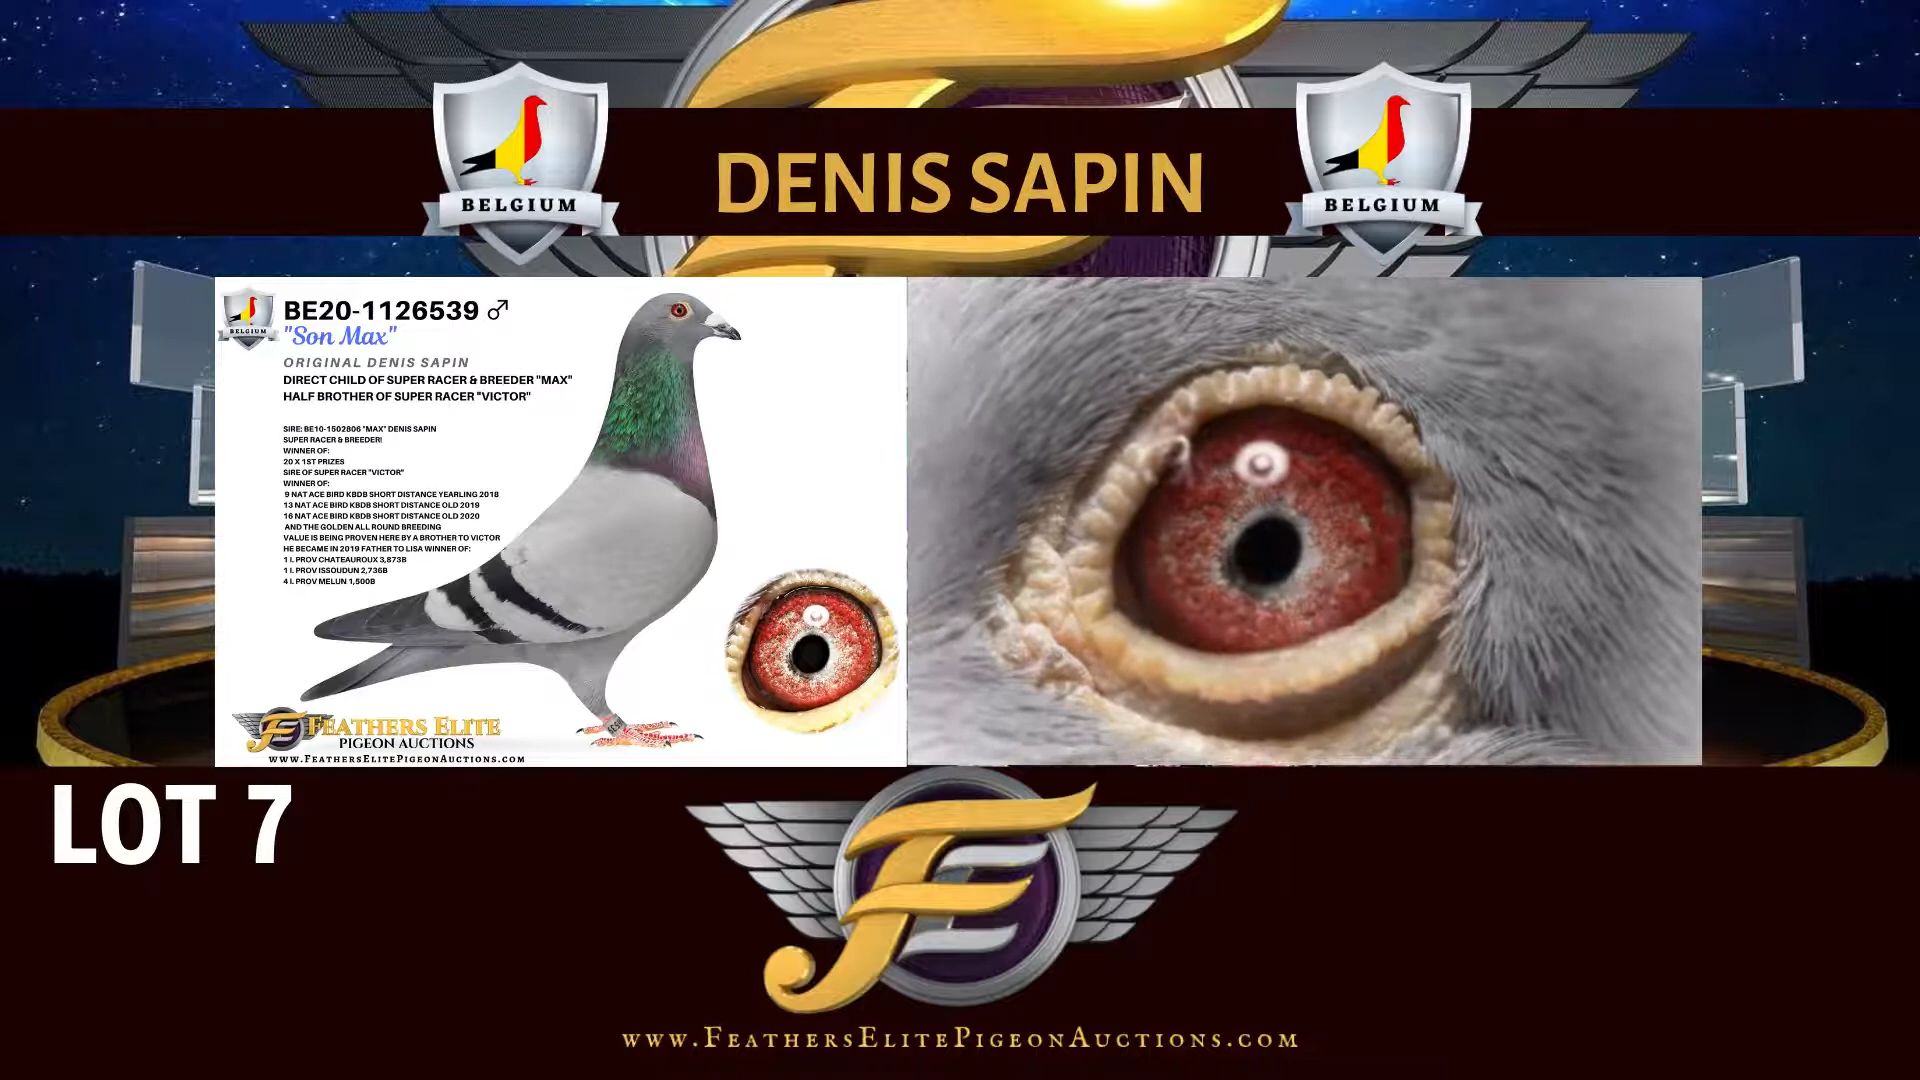 DENIS SAPIN
BELGIUM
BELGIUM
BE20-1126539 ♂
"Son Max"
BELGIUM
ORIGINAL DENIS SAPIN
DIRECT CHILD OF SUPER RACER & BREEDER "MAX"
HALF BROTHER OF SUPER RACER "VICTOR"
SIRE: BE10-1502806 "MAX" DENIS SAPIN
SUPER RACER & BREEDER!
WINNER OF:
20 X 1ST PRIZES
SIRE OF SUPER RACER "VICTOR"
WINNER OF:
9 NAT ACE BIRD KBDB SHORT DISTANCE YEARLING 2018
13 NAT ACE BIRD KBDB SHORT DISTANCE OLD 2019
16 NAT ACE BIRD KBDB SHORT DISTANCE OLD 2020
AND THE GOLDEN ALL ROUND BREEDING
VALUE IS BEING PROVEN HERE BY A BROTHER TO VICTOR
HE BECAME IN 2019 FATHER TO LISA WINNER OF:
1 I. PROV CHATEAUROUX 3,873B
1 I. PROV ISSOUDUN 2,736B
4 I. PROV MELUN 1,500B
FEATHERS ELITE
PIGEON AUCTIONS
WWW.FEATHERSELITEPIGEONAUCTIONS.COM
LOT 7
FE
WWW.FEATHERSELITEPIGEONAUCTIONS.COM